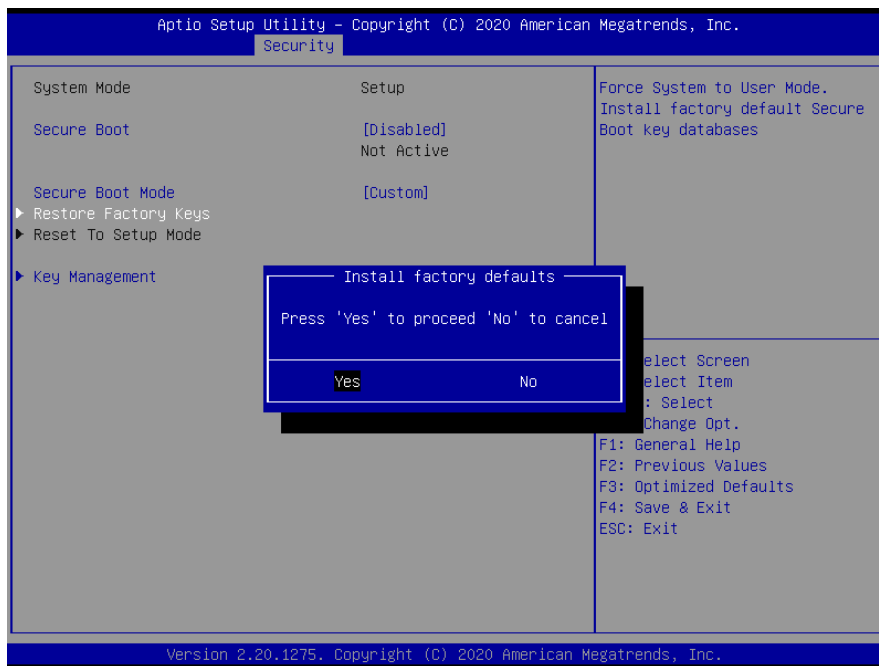 Aptio Setup Utility – Copyright (C) 2020 American Megatrends, Inc.
Security
System Mode Setup
Secure Boot [Disabled]
Not Active
Secure Boot Mode [Custom]
Restore Factory Keys
Reset To Setup Mode
Key Management
Force System to User Mode.
Install factory default Secure
Boot key databases
Install factory defaults
Press 'Yes' to proceed 'No' to cancel
Yes No
elect Screen
elect Item
: Select
Change Opt.
F1: General Help
F2: Previous Values
F3: Optimized Defaults
F4: Save & Exit
ESC: Exit
Version 2.20.1275. Copyright (C) 2020 American Megatrends, Inc.